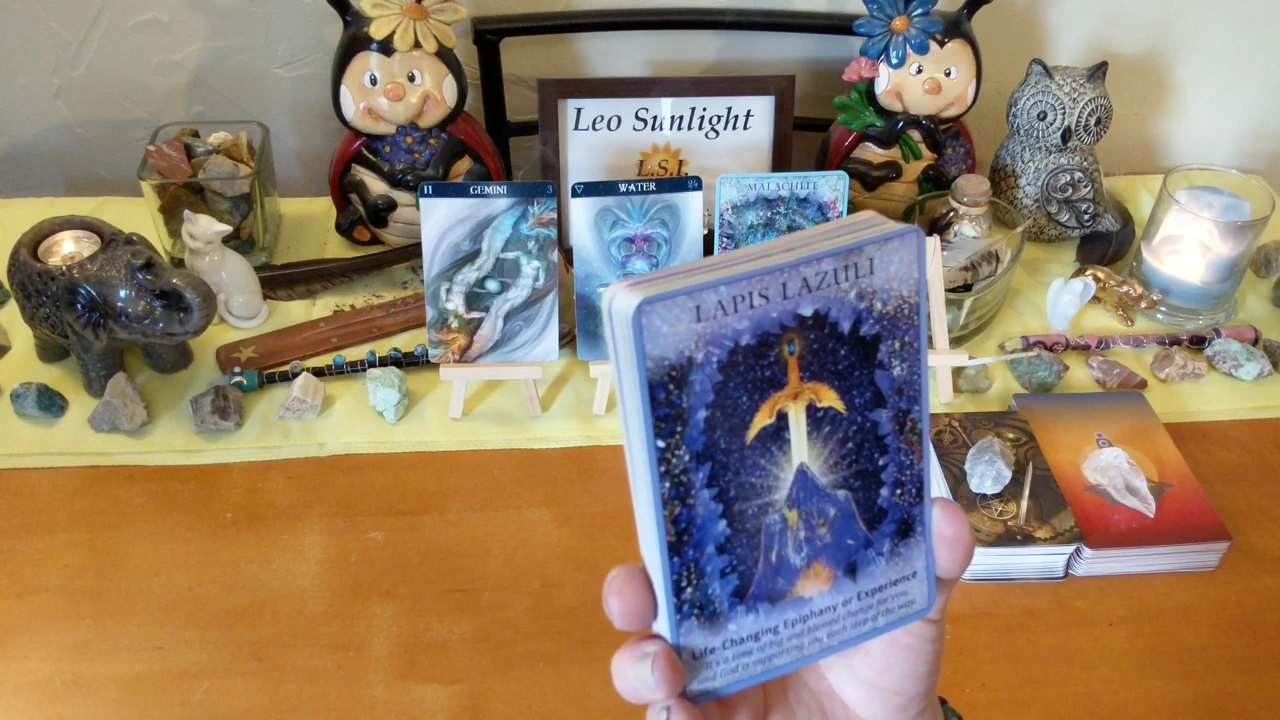 Leo Sunlight
L.S.I.
11 GEMINI 3
WATER 24
MALACHITE
LAPIS LAZULI
Life-Changing Epiphany or Experience
It's a time of big and blessed change for you,
and God is supporting you each step of the way.